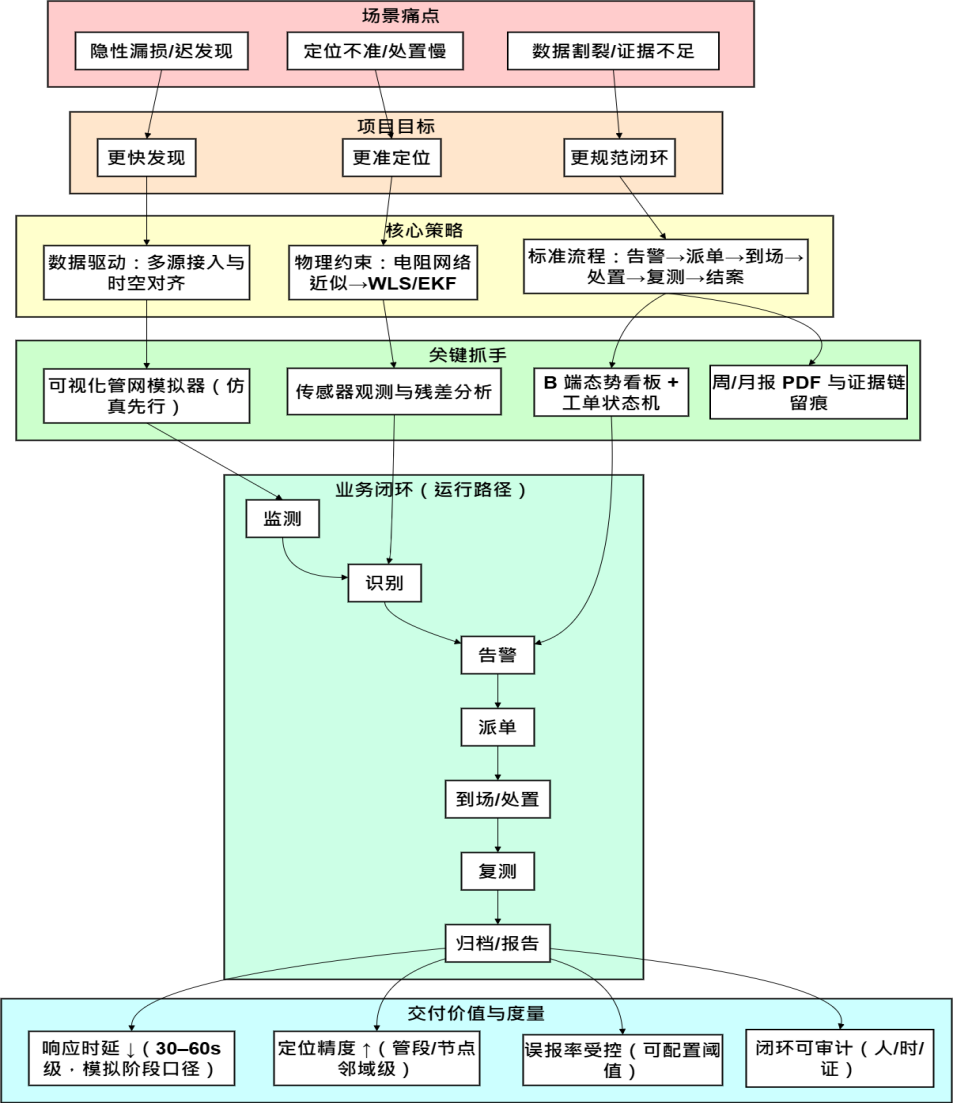 场景痛点
隐性漏损/迟发现
定位不准/处置慢
数据割裂/证据不足
项目目标
更快发现
更准定位
更规范闭环
核心策略
数据驱动：多源接入与
时空对齐
物理约束：电阻网络
近似→WLS/EKF
标准流程：告警→派单→到场→
处置→复测→结案
关键抓手
可视化管网模拟器（仿
真先行）
传感器观测与残差分析
B 端态势看板 +
工单状态机
周/月报 PDF 与证据链
留痕
业务闭环（运行路径）
监测
识别
告警
派单
到场/处置
复测
归档/报告
交付价值与度量
响应时延 ↓（30–60s
级 · 模拟阶段口径）
定位精度 ↑（管段/节点
邻域级）
误报率受控（可配置阈
值）
闭环可审计（人/时/
证）